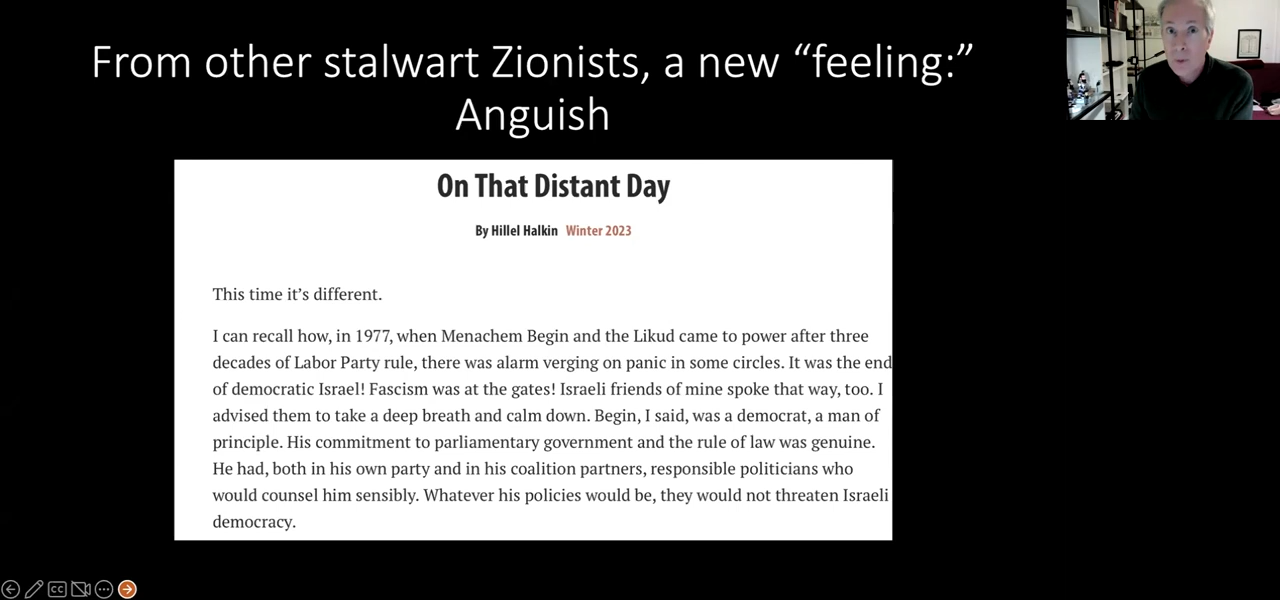 From other stalwart Zionists, a new “feeling:”
Anguish
On That Distant Day
By Hillel Halkin Winter 2023
This time it’s different.
I can recall how, in 1977, when Menachem Begin and the Likud came to power after three
decades of Labor Party rule, there was alarm verging on panic in some circles. It was the end
of democratic Israel! Fascism was at the gates! Israeli friends of mine spoke that way, too. I
advised them to take a deep breath and calm down. Begin, I said, was a democrat, a man of
principle. His commitment to parliamentary government and the rule of law was genuine.
He had, both in his own party and in his coalition partners, responsible politicians who
would counsel him sensibly. Whatever his policies would be, they would not threaten Israeli
democracy.
CC